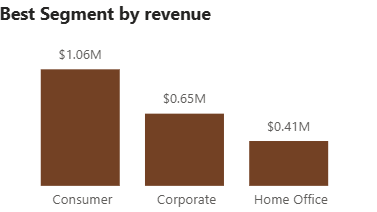 Best Segment by revenue
$1.06M
$0.65M
$0.41M
Consumer Corporate Home Office